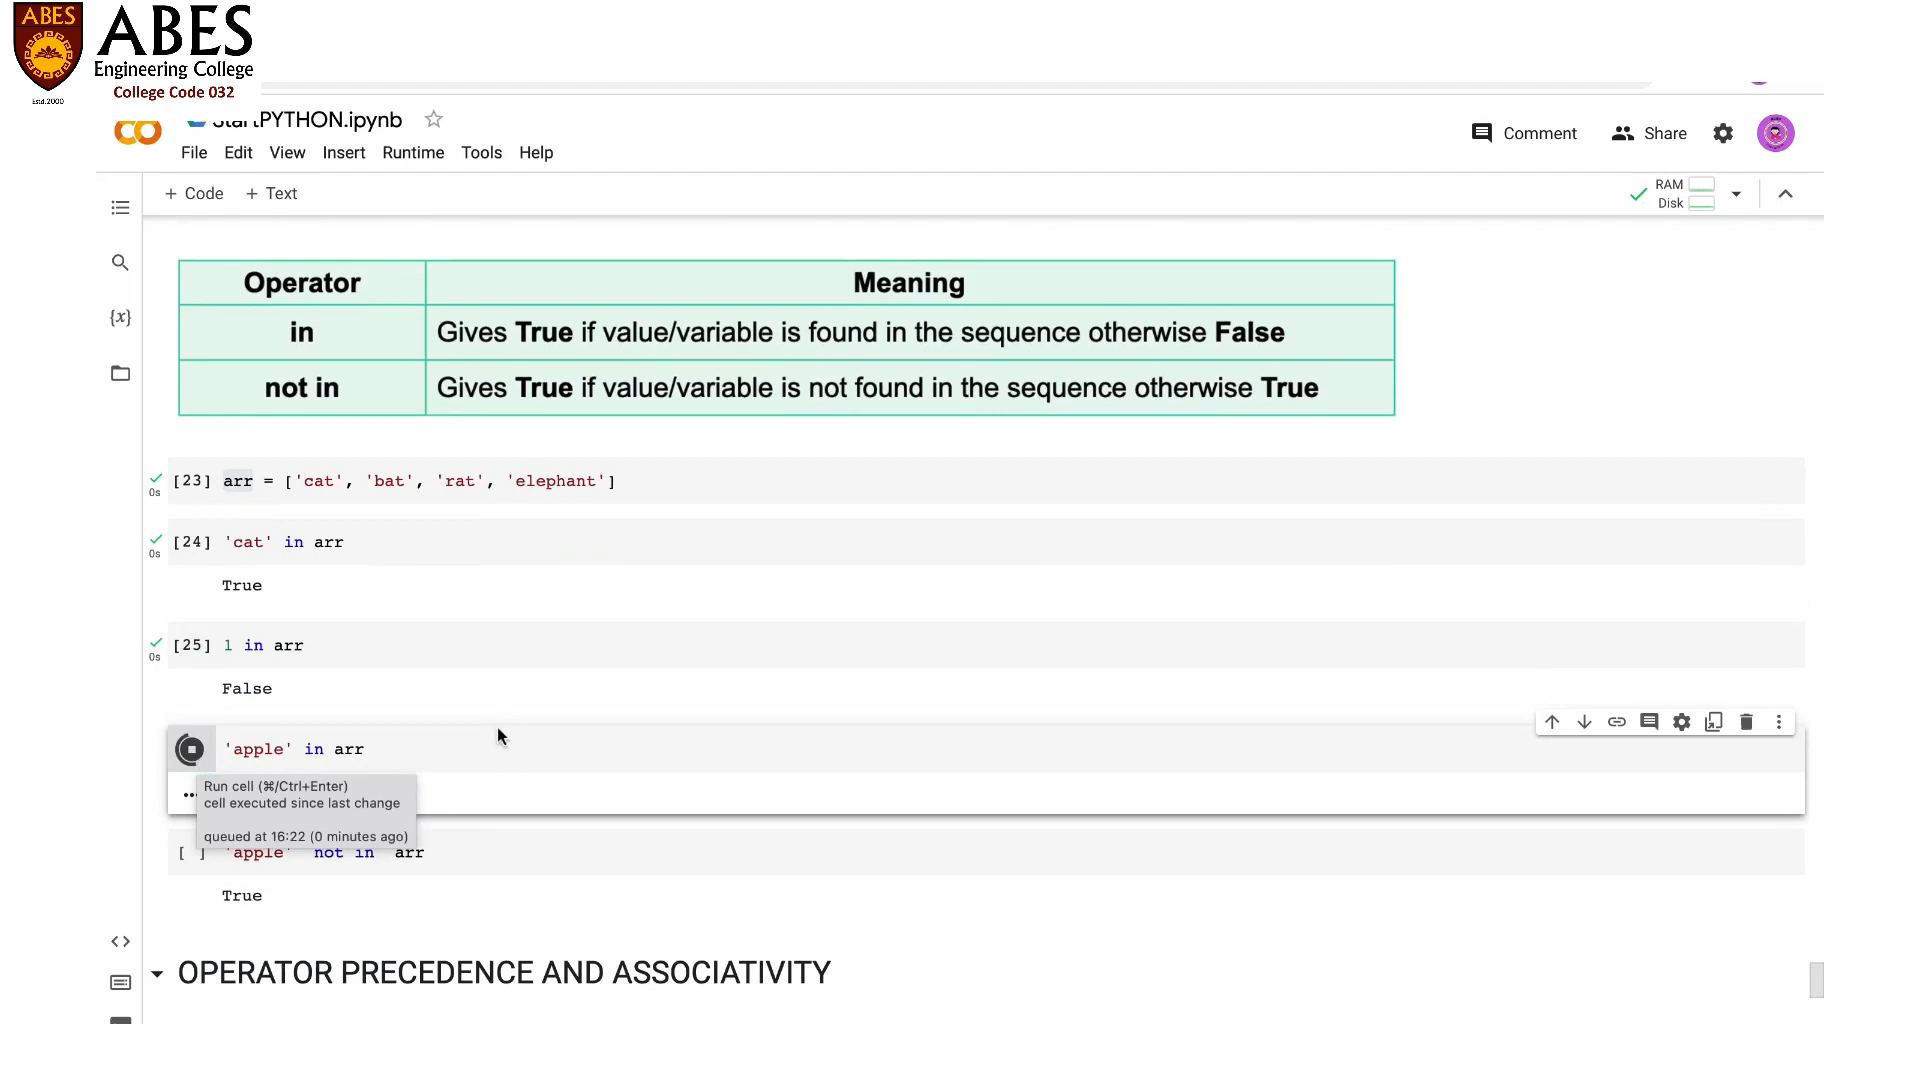 ABES
ABES
Engineering College
College Code 032
Estd.2000
StartPYTHON.ipynb
Comment
Share
File Edit View Insert Runtime Tools Help
+ Code + Text
RAM
Disk
Operator Meaning
in Gives True if value/variable is found in the sequence otherwise False
not in Gives True if value/variable is not found in the sequence otherwise True
[23] arr = ['cat', 'bat', 'rat', 'elephant']
0s
[24] 'cat' in arr
0s
True
[25] 1 in arr
0s
False
'apple' in arr
Run cell (⌘/Ctrl+Enter)
cell executed since last change
queued at 16:22 (0 minutes ago)
[ ] 'apple' not in arr
True
OPERATOR PRECEDENCE AND ASSOCIATIVITY